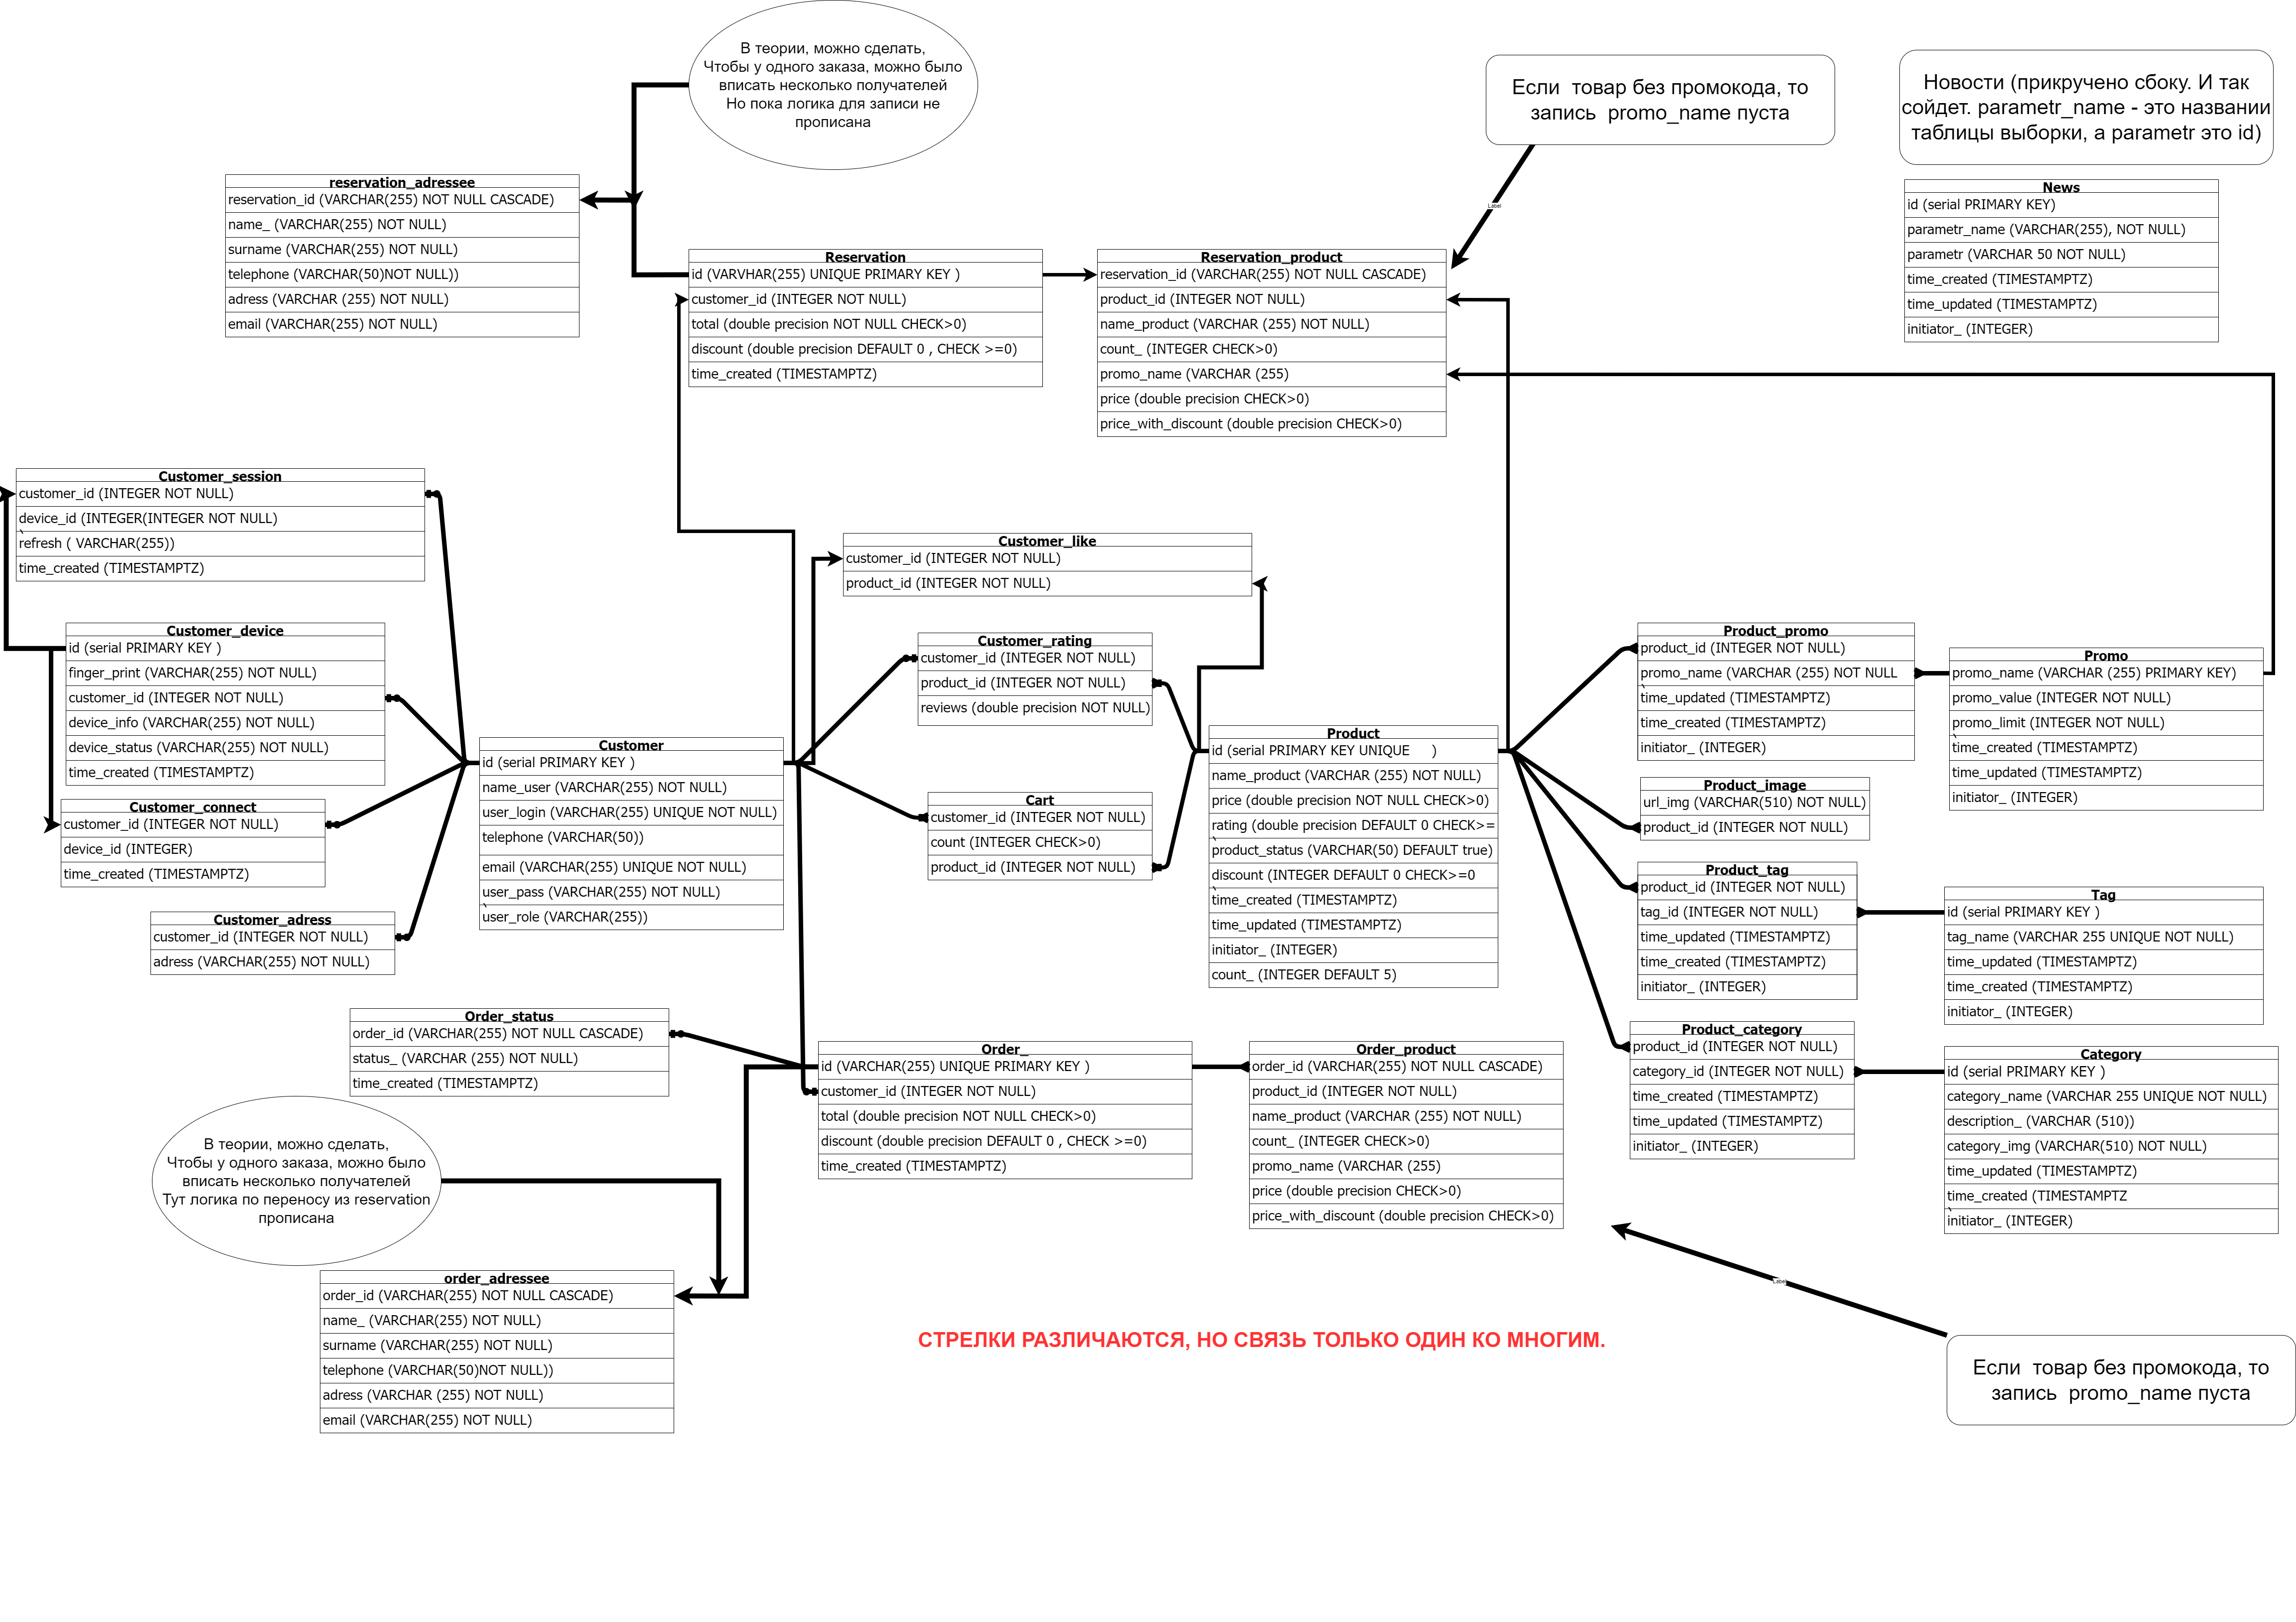 В теории, можно сделать,
Чтобы у одного заказа, можно было
вписать несколько получателей
Но пока логика для записи не
прописана
Если товар без промокода, то
запись promo_name пуста
Новости (прикручено сбоку. И так
сойдет. parametr_name - это названии
таблицы выборки, а parametr это id)
reservation_adressee
reservation_id (VARCHAR(255) NOT NULL CASCADE)
name_ (VARCHAR(255) NOT NULL)
surname (VARCHAR(255) NOT NULL)
telephone (VARCHAR(50)NOT NULL))
adress (VARCHAR (255) NOT NULL)
email (VARCHAR(255) NOT NULL)
Label
News
id (serial PRIMARY KEY)
parametr_name (VARCHAR(255), NOT NULL)
parametr (VARCHAR 50 NOT NULL)
time_created (TIMESTAMPTZ)
time_updated (TIMESTAMPTZ)
initiator_ (INTEGER)
Reservation
id (VARVHAR(255) UNIQUE PRIMARY KEY )
customer_id (INTEGER NOT NULL)
total (double precision NOT NULL CHECK>0)
discount (double precision DEFAULT 0 , CHECK >=0)
time_created (TIMESTAMPTZ)
Reservation_product
reservation_id (VARCHAR(255) NOT NULL CASCADE)
product_id (INTEGER NOT NULL)
name_product (VARCHAR (255) NOT NULL)
count_ (INTEGER CHECK>0)
promo_name (VARCHAR (255)
price (double precision CHECK>0)
price_with_discount (double precision CHECK>0)
Customer_session
customer_id (INTEGER NOT NULL)
device_id (INTEGER(INTEGER NOT NULL)
refresh ( VARCHAR(255))
time_created (TIMESTAMPTZ)
Customer_like
customer_id (INTEGER NOT NULL)
product_id (INTEGER NOT NULL)
Customer_device
id (serial PRIMARY KEY )
finger_print (VARCHAR(255) NOT NULL)
customer_id (INTEGER NOT NULL)
device_info (VARCHAR(255) NOT NULL)
device_status (VARCHAR(255) NOT NULL)
time_created (TIMESTAMPTZ)
Customer_rating
customer_id (INTEGER NOT NULL)
product_id (INTEGER NOT NULL)
reviews (double precision NOT NULL)
Product_promo
product_id (INTEGER NOT NULL)
promo_name (VARCHAR (255) NOT NULL
time_updated (TIMESTAMPTZ)
time_created (TIMESTAMPTZ)
initiator_ (INTEGER)
Promo
promo_name (VARCHAR (255) PRIMARY KEY)
promo_value (INTEGER NOT NULL)
promo_limit (INTEGER NOT NULL)
time_created (TIMESTAMPTZ)
time_updated (TIMESTAMPTZ)
initiator_ (INTEGER)
Customer
id (serial PRIMARY KEY )
name_user (VARCHAR(255) NOT NULL)
user_login (VARCHAR(255) UNIQUE NOT NULL)
telephone (VARCHAR(50))
email (VARCHAR(255) UNIQUE NOT NULL)
user_pass (VARCHAR(255) NOT NULL)
user_role (VARCHAR(255))
Product
id (serial PRIMARY KEY UNIQUE )
name_product (VARCHAR (255) NOT NULL)
price (double precision NOT NULL CHECK>0)
rating (double precision DEFAULT 0 CHECK>=
product_status (VARCHAR(50) DEFAULT true)
discount (INTEGER DEFAULT 0 CHECK>=0
time_created (TIMESTAMPTZ)
time_updated (TIMESTAMPTZ)
initiator_ (INTEGER)
count_ (INTEGER DEFAULT 5)
Customer_connect
customer_id (INTEGER NOT NULL)
device_id (INTEGER)
time_created (TIMESTAMPTZ)
Cart
customer_id (INTEGER NOT NULL)
count (INTEGER CHECK>0)
product_id (INTEGER NOT NULL)
Product_image
url_img (VARCHAR(510) NOT NULL)
product_id (INTEGER NOT NULL)
Product_tag
product_id (INTEGER NOT NULL)
tag_id (INTEGER NOT NULL)
time_updated (TIMESTAMPTZ)
time_created (TIMESTAMPTZ)
initiator_ (INTEGER)
Tag
id (serial PRIMARY KEY )
tag_name (VARCHAR 255 UNIQUE NOT NULL)
time_updated (TIMESTAMPTZ)
time_created (TIMESTAMPTZ)
initiator_ (INTEGER)
Customer_adress
customer_id (INTEGER NOT NULL)
adress (VARCHAR(255) NOT NULL)
Order_status
order_id (VARCHAR(255) NOT NULL CASCADE)
status_ (VARCHAR (255) NOT NULL)
time_created (TIMESTAMPTZ)
Order_
id (VARCHAR(255) UNIQUE PRIMARY KEY )
customer_id (INTEGER NOT NULL)
total (double precision NOT NULL CHECK>0)
discount (double precision DEFAULT 0 , CHECK >=0)
time_created (TIMESTAMPTZ)
Order_product
order_id (VARCHAR(255) NOT NULL CASCADE)
product_id (INTEGER NOT NULL)
name_product (VARCHAR (255) NOT NULL)
count_ (INTEGER CHECK>0)
promo_name (VARCHAR (255)
price (double precision CHECK>0)
price_with_discount (double precision CHECK>0)
Product_category
product_id (INTEGER NOT NULL)
category_id (INTEGER NOT NULL)
time_created (TIMESTAMPTZ)
time_updated (TIMESTAMPTZ)
initiator_ (INTEGER)
Category
id (serial PRIMARY KEY )
category_name (VARCHAR 255 UNIQUE NOT NULL)
description_ (VARCHAR (510))
category_img (VARCHAR(510) NOT NULL)
time_updated (TIMESTAMPTZ)
time_created (TIMESTAMPTZ
initiator_ (INTEGER)
В теории, можно сделать,
Чтобы у одного заказа, можно было
вписать несколько получателей
Тут логика по переносу из reservation
прописана
order_adressee
order_id (VARCHAR(255) NOT NULL CASCADE)
name_ (VARCHAR(255) NOT NULL)
surname (VARCHAR(255) NOT NULL)
telephone (VARCHAR(50)NOT NULL))
adress (VARCHAR (255) NOT NULL)
email (VARCHAR(255) NOT NULL)
Label
СТРЕЛКИ РАЗЛИЧАЮТСЯ, НО СВЯЗЬ ТОЛЬКО ОДИН КО МНОГИМ.
Если товар без промокода, то
запись promo_name пуста